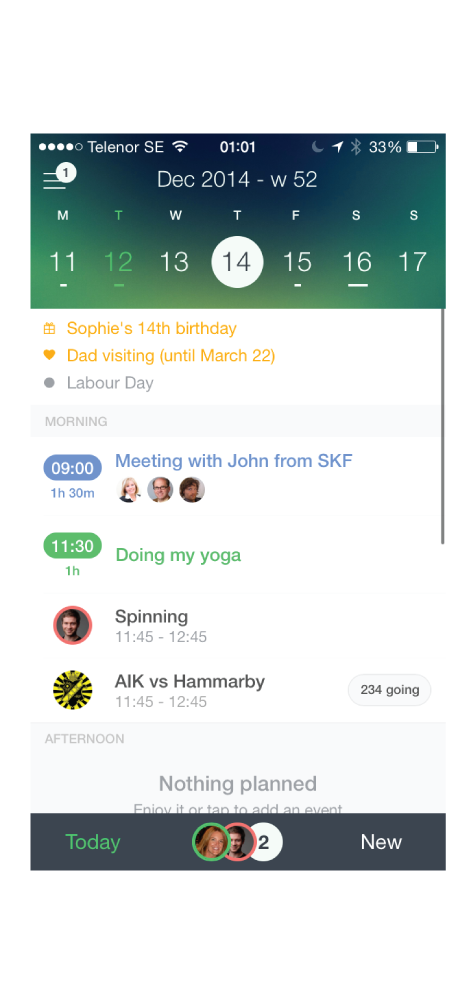 Telenor SE 01:01 33%
1
Dec 2014 - w 52
M T W T F S S
11 12 13 14 15 16 17
Sophie's 14th birthday
Dad visiting (until March 22)
Labour Day
MORNING
09:00 Meeting with John from SKF
1h 30m
11:30 Doing my yoga
1h
Spinning
11:45 - 12:45
AIK vs Hammarby
11:45 - 12:45
234 going
AFTERNOON
Nothing planned
Enjoy it or tap to add an event
Today 2 New